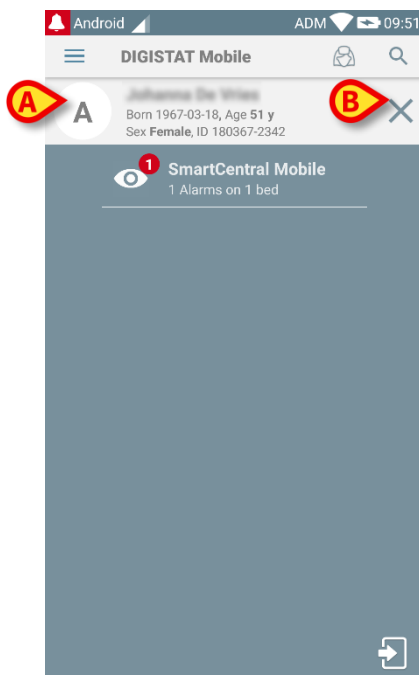 Android ADM 09:51
DIGISTAT Mobile
A
A
B
Born 1967-03-18, Age 51 y
Sex Female, ID 180367-2342
1
SmartCentral Mobile
1 Alarms on 1 bed